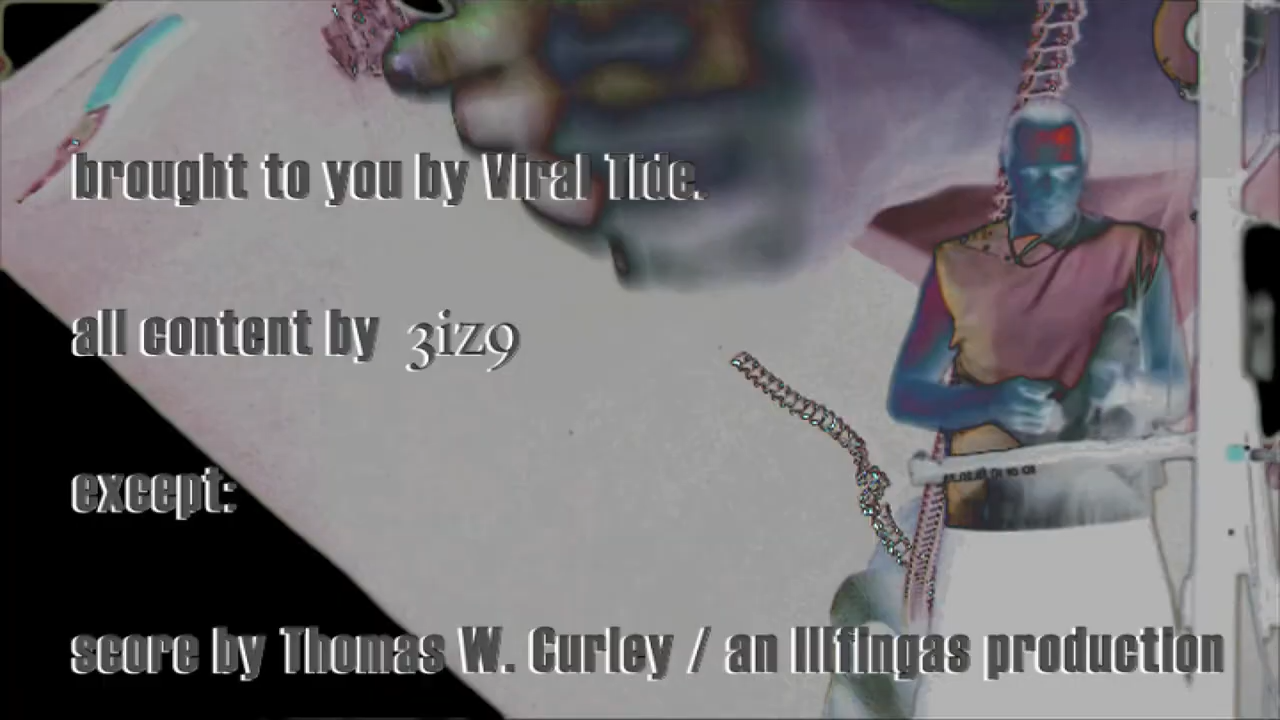 brought to you by Viral Tide.
all content by 3iz9
except:
score by Thomas W. Curley / an Illfingas production